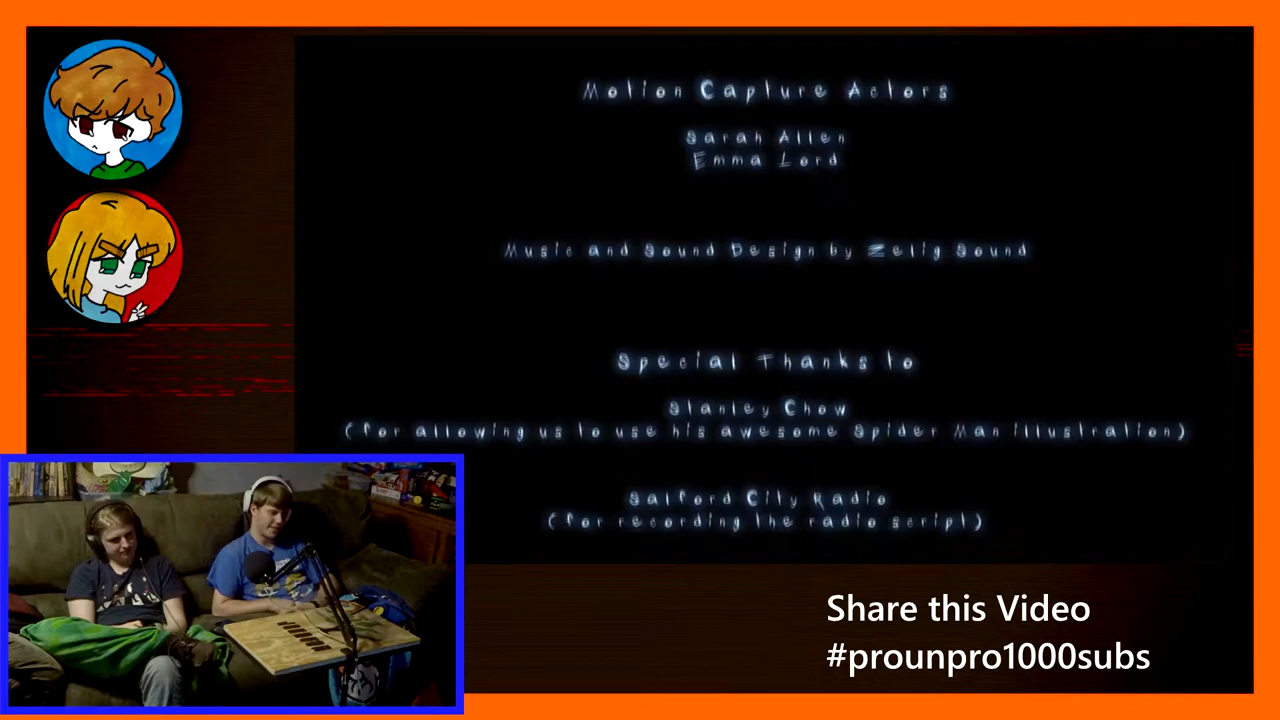 Motion Capture Actors
Sarah Allen
Emma Lord
Music and Sound Design by Zelig Sound
Special Thanks to
Stanley Chow
(for allowing us to use his awesome Spider Man illustration)
Salford City Radio
(for recording the radio script)
Share this Video
#prounpro1000subs